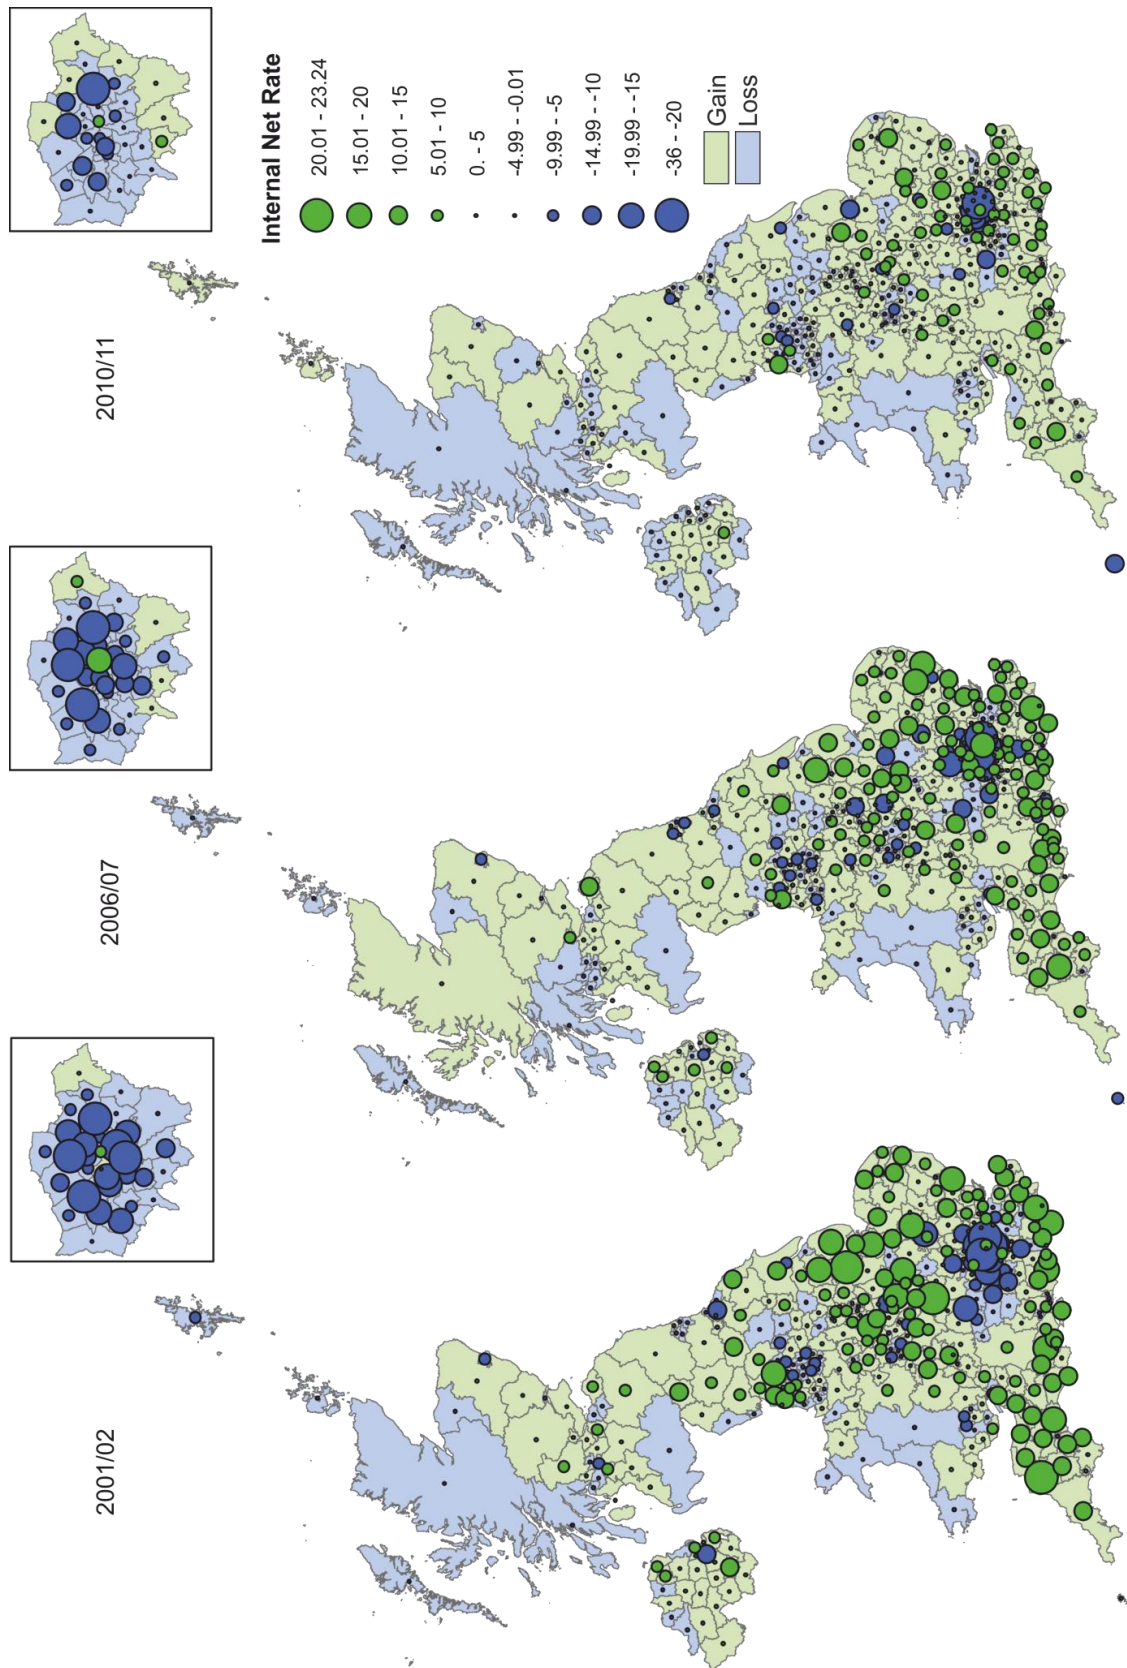 2001/02
2006/07
2010/11
Internal Net Rate
20.01 - 23.24
15.01 - 20
10.01 - 15
5.01 - 10
0. - 5
-4.99 - -0.01
-9.99 - -5
-14.99 - -10
-19.99 - -15
-36 - -20
Gain
Loss